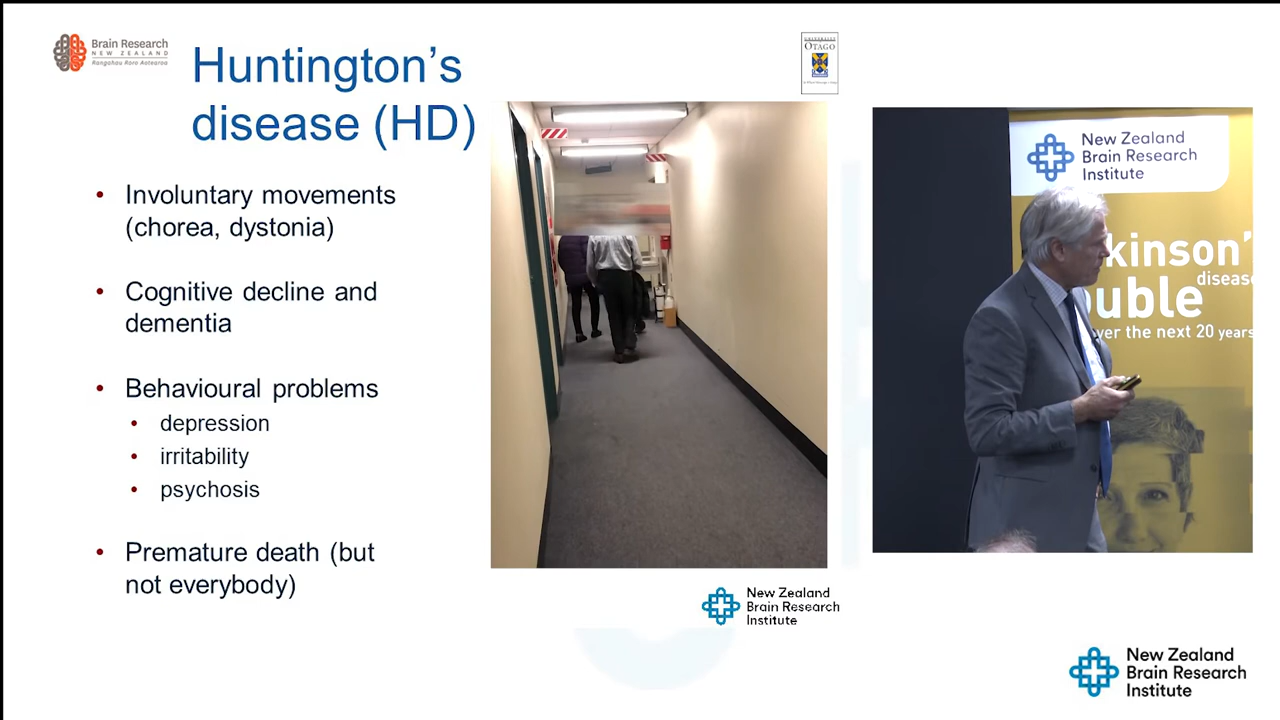 Brain Research
NEW ZEALAND
Rangahau Roro Aotearoa
Huntington’s
disease (HD)
UNIVERSITY
OTAGO
• Involuntary movements
(chorea, dystonia)
• Cognitive decline and
dementia
• Behavioural problems
• depression
• irritability
• psychosis
• Premature death (but
not everybody)
New Zealand
Brain Research
Institute
kinson’
disease
uble
ver the next 20 years
New Zealand
Brain Research
Institute
New Zealand
Brain Research
Institute